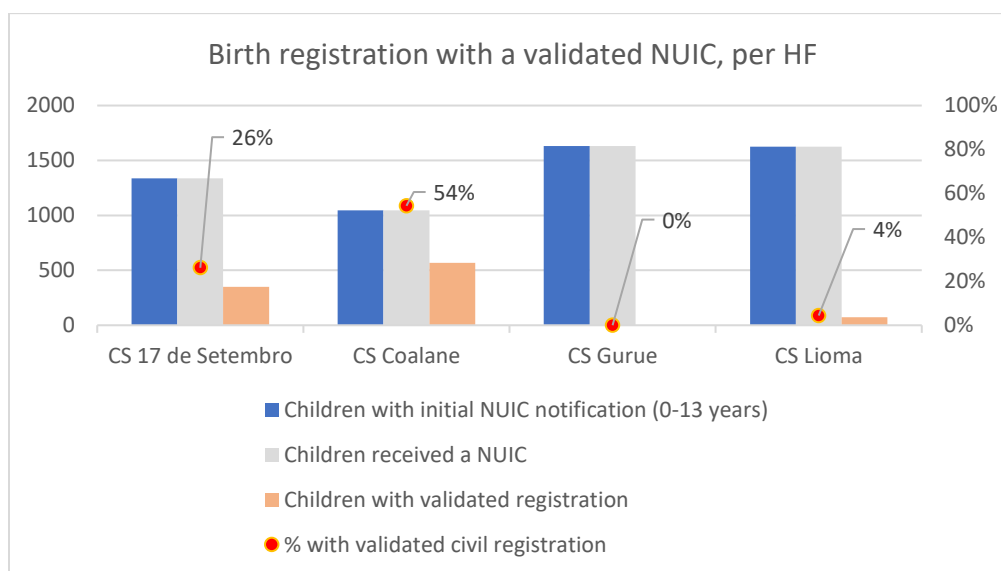 Birth registration with a validated NUIC, per HF
2000
1500
1000
500
0
100%
80%
60%
40%
20%
0%
26%
54%
0%
4%
CS 17 de Setembro
CS Coalane
CS Gurue
CS Lioma
Children with initial NUIC notification (0-13 years)
Children received a NUIC
Children with validated registration
% with validated civil registration